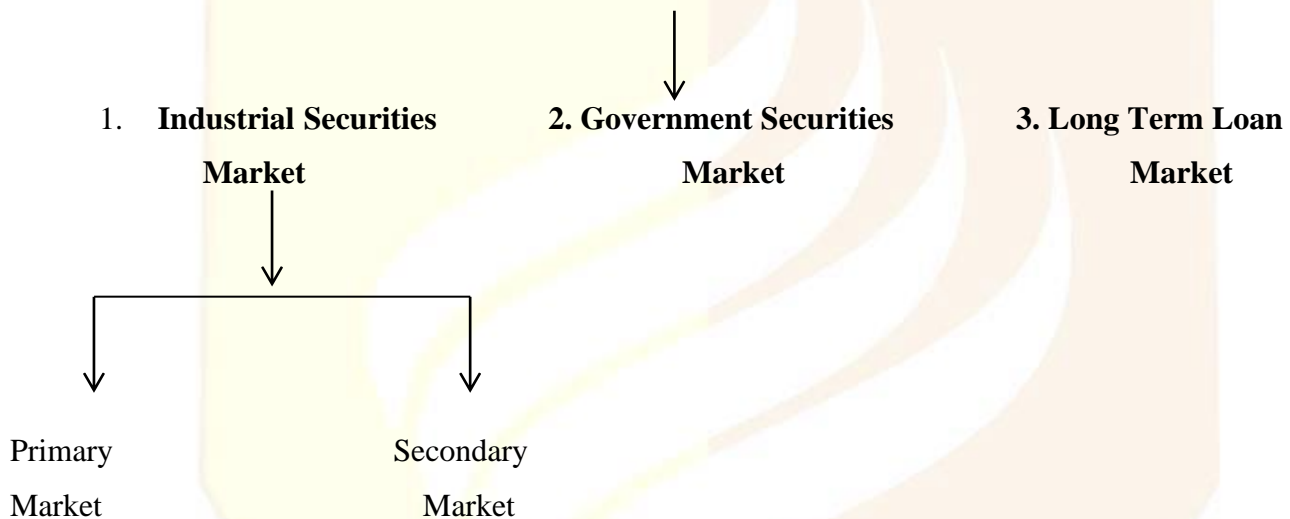 1. Industrial Securities 2. Government Securities 3. Long Term Loan
Market Market Market
Primary Secondary
Market Market